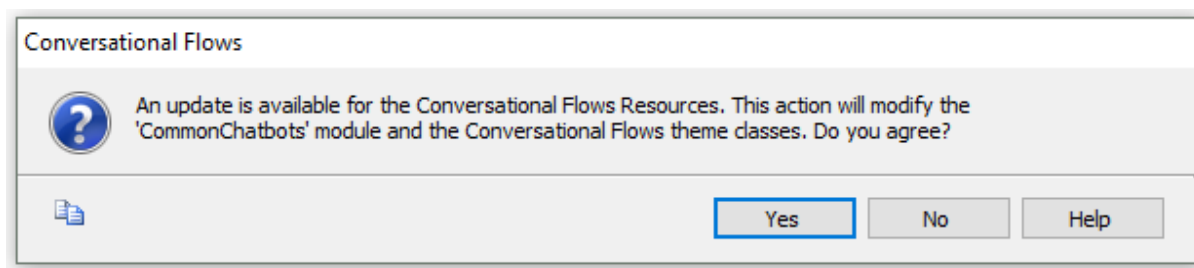 Conversational Flows
An update is available for the Conversational Flows Resources. This action will modify the
'CommonChatbots' module and the Conversational Flows theme classes. Do you agree?
Yes No Help